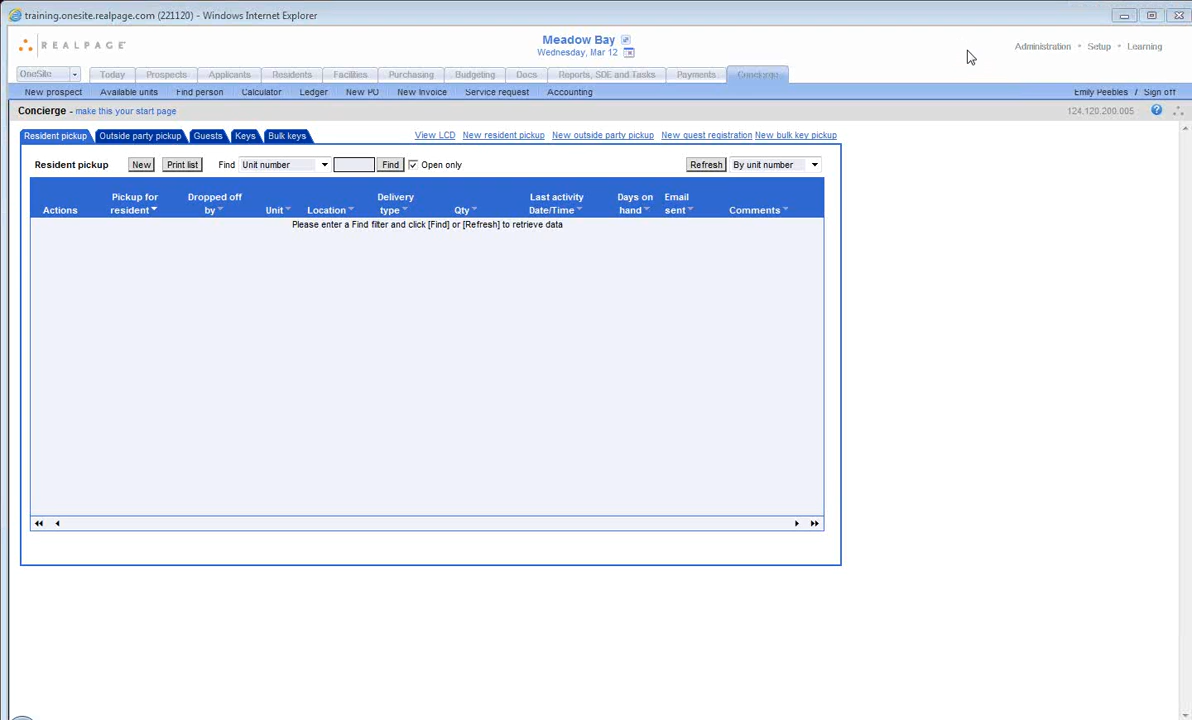 training.onesite.realpage.com (221120) - Windows Internet Explorer
REALPAGE
Meadow Bay
Wednesday, Mar 12
Administration • Setup • Learning
OneSite Today Prospects Applicants Residents Facilities Purchasing Budgeting Docs Reports, SDE and Tasks Payments Concierge
New prospect Available units Find person Calculator Ledger New PO New Invoice Service request Accounting Emily Peebles / Sign off
Concierge - make this your start page 124.120.200.005
Resident pickup Outside party pickup Guests Keys Bulk keys View LCD New resident pickup New outside party pickup New guest registration New bulk key pickup
Resident pickup New Print list Find Unit number Find Open only Refresh By unit number
Actions Pickup for resident Dropped off by Unit Location Delivery type Qty Last activity Date/Time Days on hand Email sent Comments
Please enter a Find filter and click [Find] or [Refresh] to retrieve data